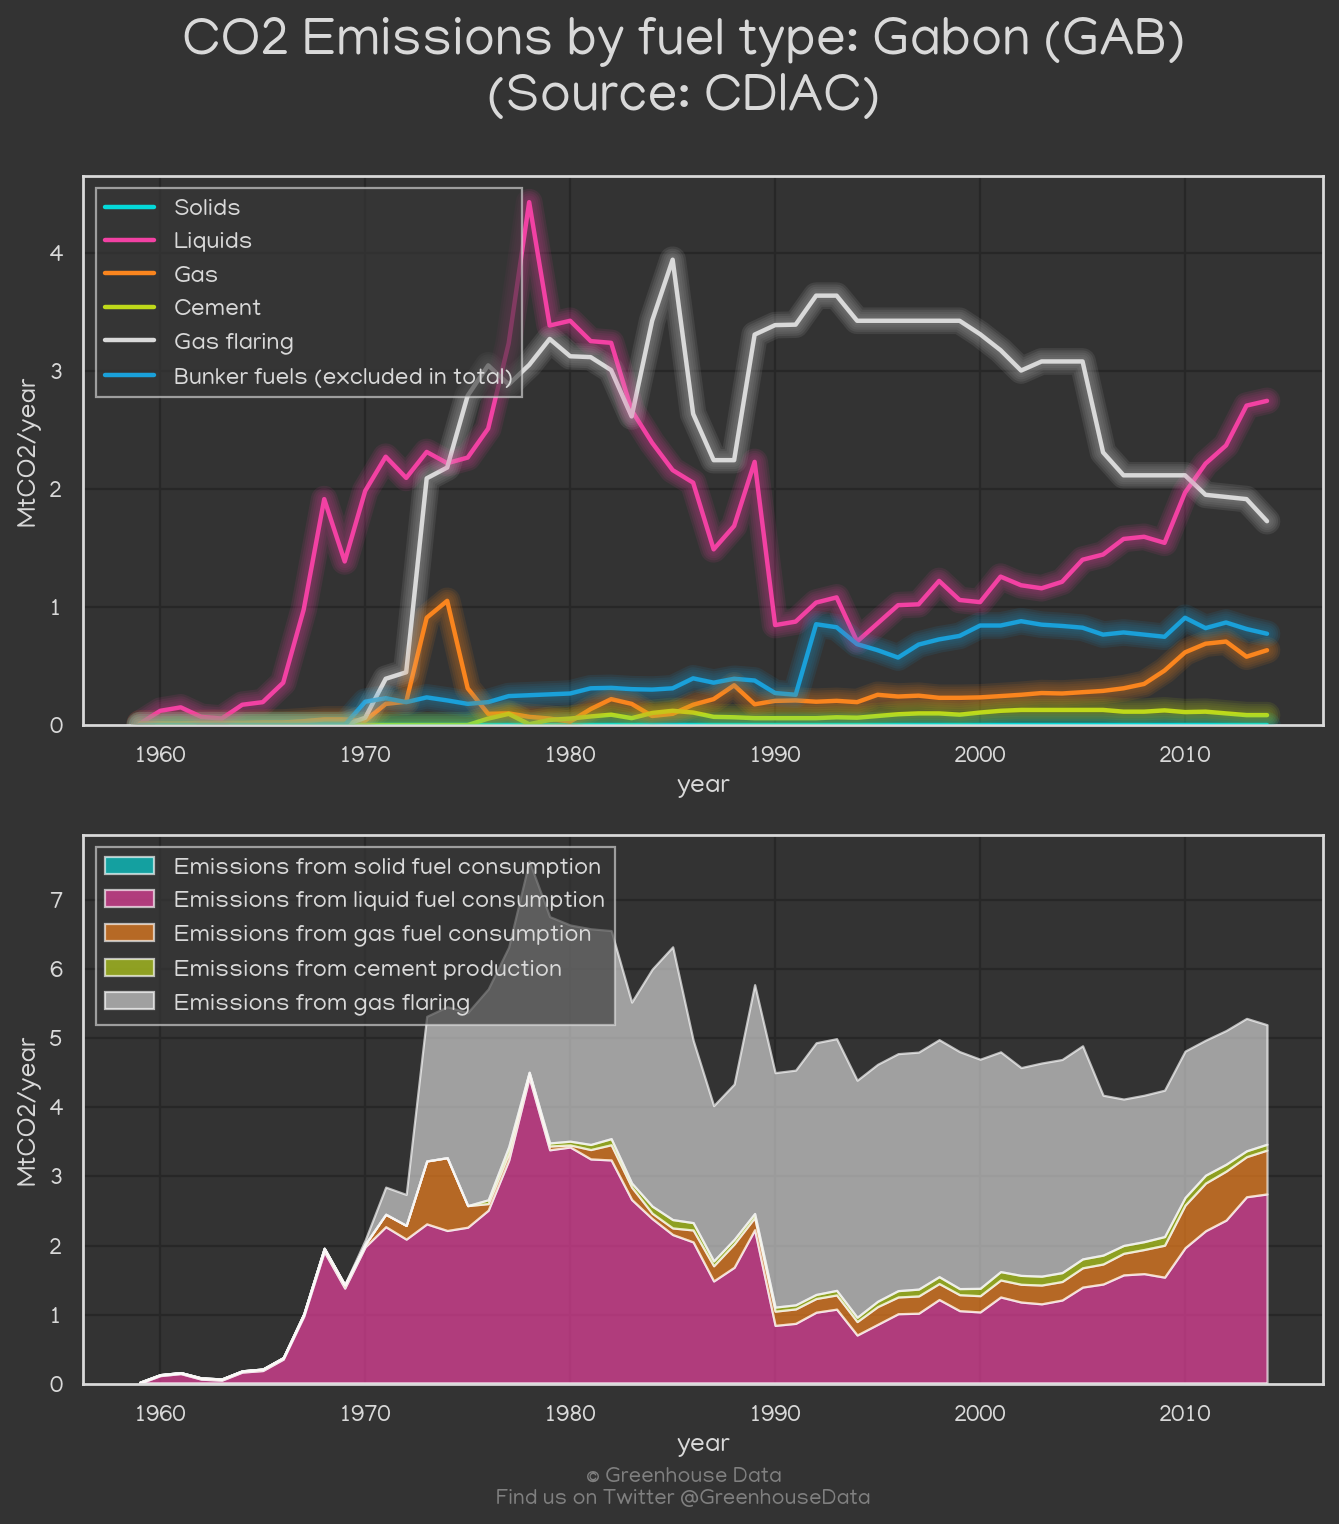 CO2 Emissions by fuel type: Gabon (GAB)
(Source: CDIAC)
Solids
Liquids
Gas
Cement
Gas flaring
Bunker fuels (excluded in total)
4
3
2
1
0
MtCO2/year
1960 1970 1980 1990 2000 2010
year
Emissions from solid fuel consumption
Emissions from liquid fuel consumption
Emissions from gas fuel consumption
Emissions from cement production
Emissions from gas flaring
7
6
5
4
3
2
1
0
MtCO2/year
1960 1970 1980 1990 2000 2010
year
© Greenhouse Data
Find us on Twitter @GreenhouseData